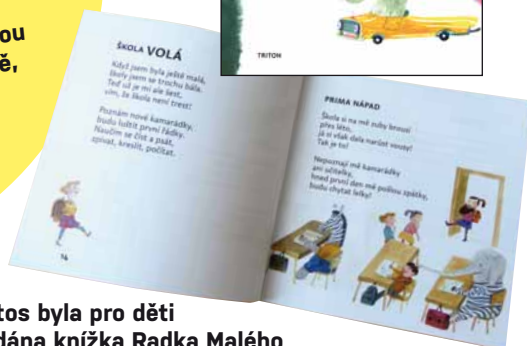 ou
ě,
TRITON
ŠKOLA VOLÁ
Když jsem byla ještě malá,
školy jsem se trochu bála.
Teď už je mi ale šest,
vím, že škola není trest!
Poznám nové kamarádky,
budu luštit první řádky.
Naučím se číst a psát,
zpívat, kreslit, počítat.
14
PRIMA NÁPAD
Škola si na mě zuby brousí
přes léto,
já si však dala narůst vousy!
Tak je to!
Nepoznají mě kamarádky
ani učitelky,
hned první den mě pošlou zpátky,
budu chytat lelky!
tos byla pro děti
dána knížka Radka Malého